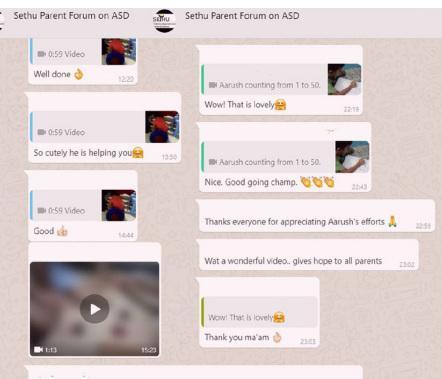 Sethu Parent Forum on ASD
0:59 Video
Well done 👌
12:20
0:59 Video
So cutely he is helping you🤗
13:50
0:59 Video
Good 👍
14:44
1:13
15:23
SETHU
Sethu Parent Forum on ASD
Aarush counting from 1 to 50.
Wow! That is lovely🤗
22:19
Aarush counting from 1 to 50.
Nice. Good going champ. 👏👏👏
22:43
Thanks everyone for appreciating Aarush's efforts 🙏
22:59
Wat a wonderful video.. gives hope to all parents
23:02
Wow! That is lovely🤗
Thank you ma'am 👌
23:03